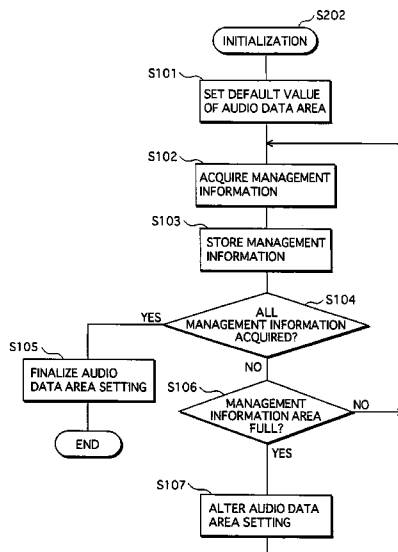 S202
INITIALIZATION
S101
SET DEFAULT VALUE
OF AUDIO DATA AREA
S102
ACQUIRE MANAGEMENT
INFORMATION
S103
STORE MANAGEMENT
INFORMATION
S104
YES
ALL
MANAGEMENT INFORMATION
ACQUIRED?
S105
NO
FINALIZE AUDIO
DATA AREA SETTING
S106
MANAGEMENT
INFORMATION AREA
FULL?
NO
END
YES
S107
ALTER AUDIO DATA
AREA SETTING